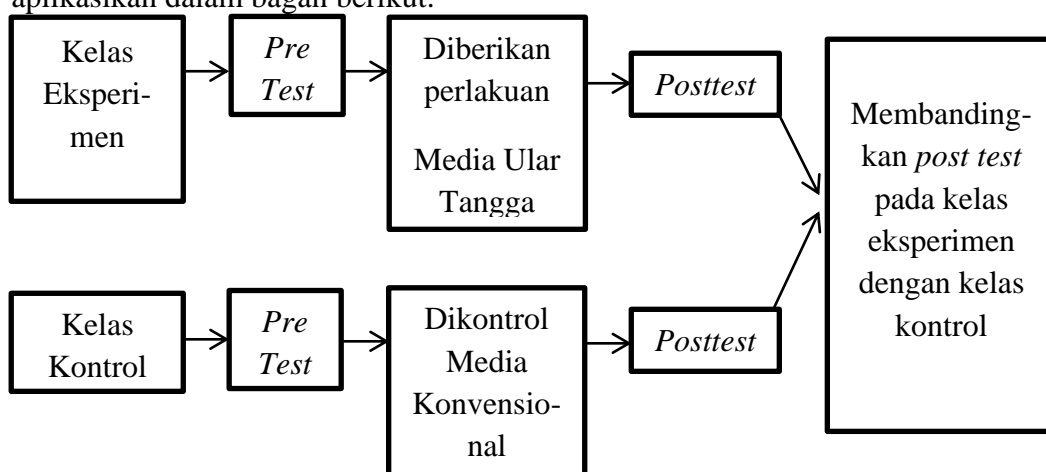 aplikasikan dalam bagan berikut:
Kelas
Eksperi-
men
Pre
Test
Diberikan
perlakuan
Media Ular
Tangga
Posttest
Membanding-
kan post test
pada kelas
eksperimen
dengan kelas
kontrol
Kelas
Kontrol
Pre
Test
Dikontrol
Media
Konvensio-
nal
Posttest